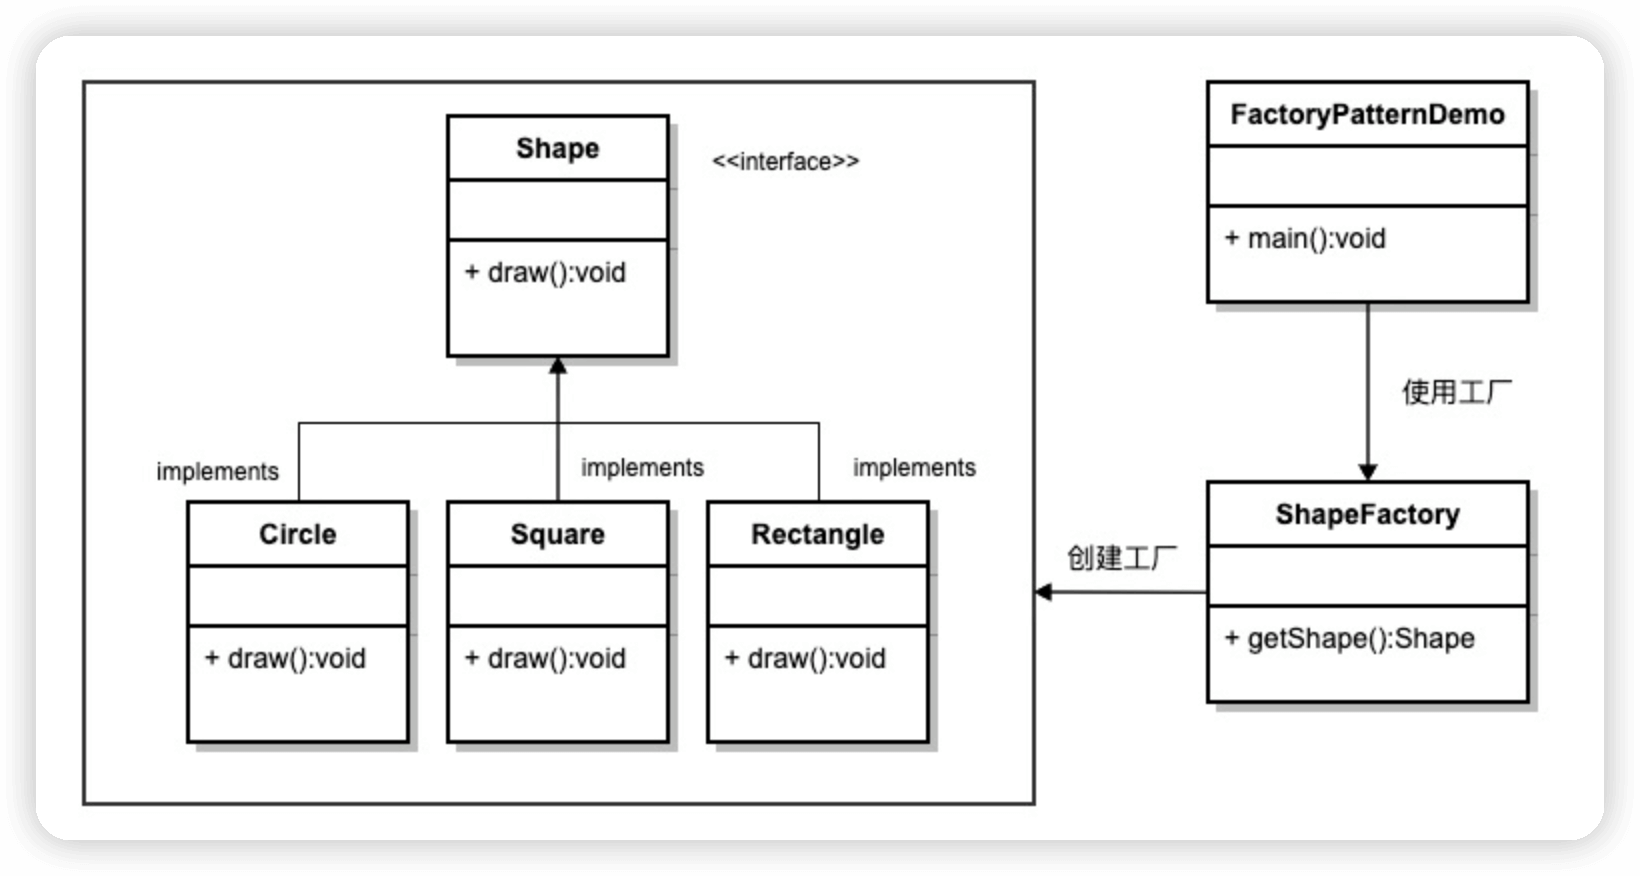 Shape
<<interface>>
+ draw():void
implements
implements
implements
Circle
+ draw():void
Square
+ draw():void
Rectangle
+ draw():void
FactoryPatternDemo
+ main():void
使用工厂
ShapeFactory
+ getShape():Shape
创建工厂